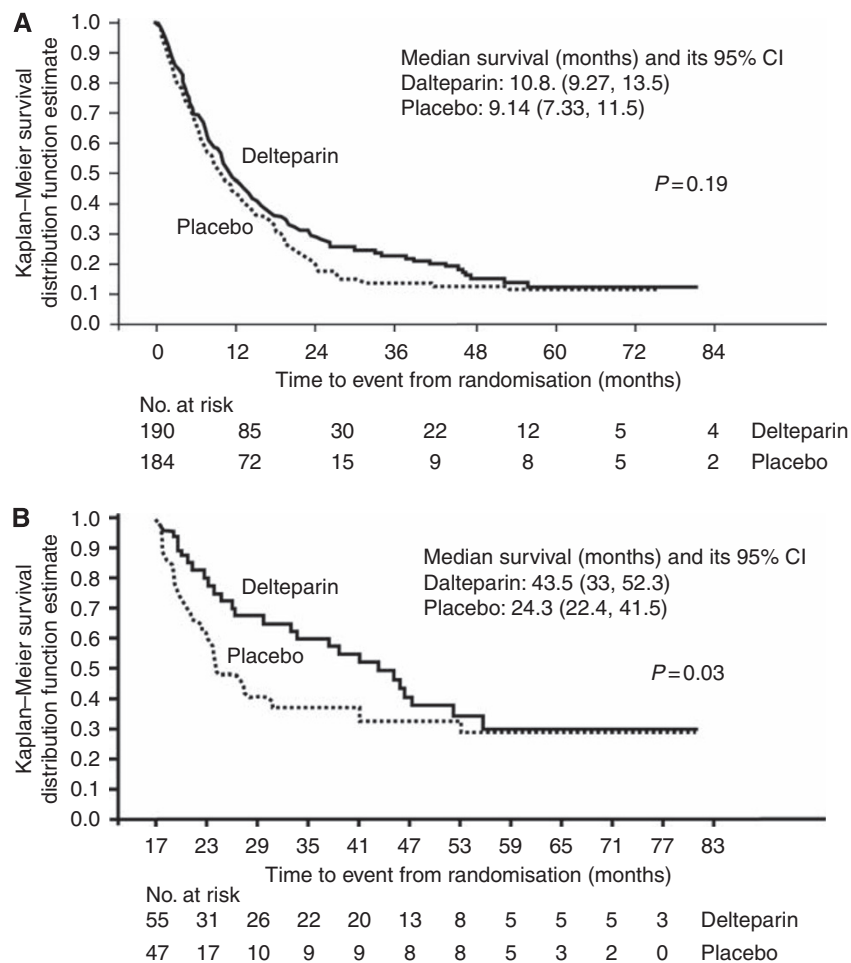 A
Kaplan–Meier survival
distribution function estimate
1.0
0.9
0.8
0.7
0.6
0.5
0.4
0.3
0.2
0.1
0.0
Median survival (months) and its 95% CI
Dalteparin: 10.8. (9.27, 13.5)
Placebo: 9.14 (7.33, 11.5)
Delteparin
P=0.19
Placebo
0 12 24 36 48 60 72 84
Time to event from randomisation (months)
No. at risk
190 85 30 22 12 5 4 Delteparin
184 72 15 9 8 5 2 Placebo
B
Kaplan–Meier survival
distribution function estimate
1.0
0.9
0.8
0.7
0.6
0.5
0.4
0.3
0.2
0.1
0.0
Median survival (months) and its 95% CI
Dalteparin: 43.5 (33, 52.3)
Placebo: 24.3 (22.4, 41.5)
Delteparin
Placebo
P=0.03
17 23 29 35 41 47 53 59 65 71 77 83
Time to event from randomisation (months)
No. at risk
55 31 26 22 20 13 8 5 5 5 3 Delteparin
47 17 10 9 9 8 8 5 3 2 0 Placebo